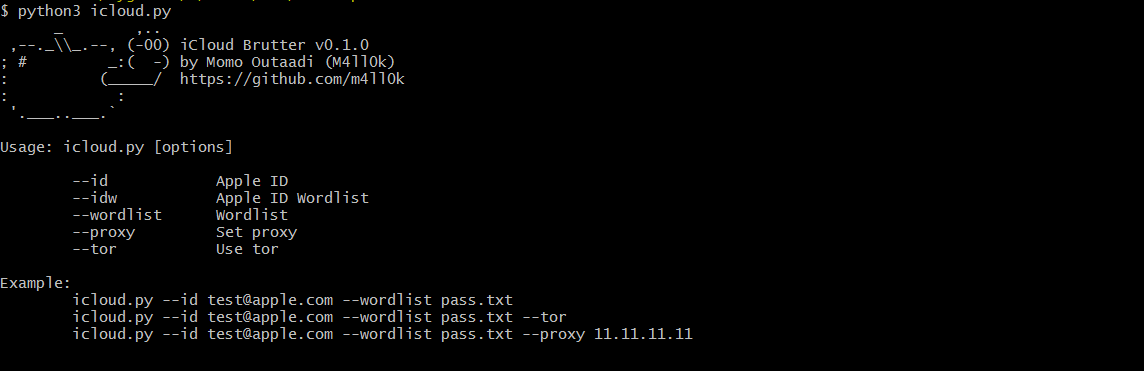 $ python3 icloud.py
      _        ,..
 ,--._\\_.--, (-00) iCloud Brutter v0.1.0
; #         _:(  -) by Momo Outaadi (M4ll0k)
:          (_____/  https://github.com/m4ll0k
:            :
 '.___..___.`
Usage: icloud.py [options]
        --id            Apple ID
        --idw           Apple ID Wordlist
        --wordlist      Wordlist
        --proxy         Set proxy
        --tor           Use tor
Example:
        icloud.py --id test@apple.com --wordlist pass.txt
        icloud.py --id test@apple.com --wordlist pass.txt --tor
        icloud.py --id test@apple.com --wordlist pass.txt --proxy 11.11.11.11